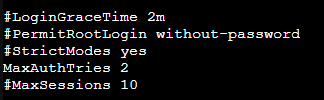 #LoginGraceTime 2m
#PermitRootLogin without-password
#StrictModes yes
MaxAuthTries 2
#MaxSessions 10